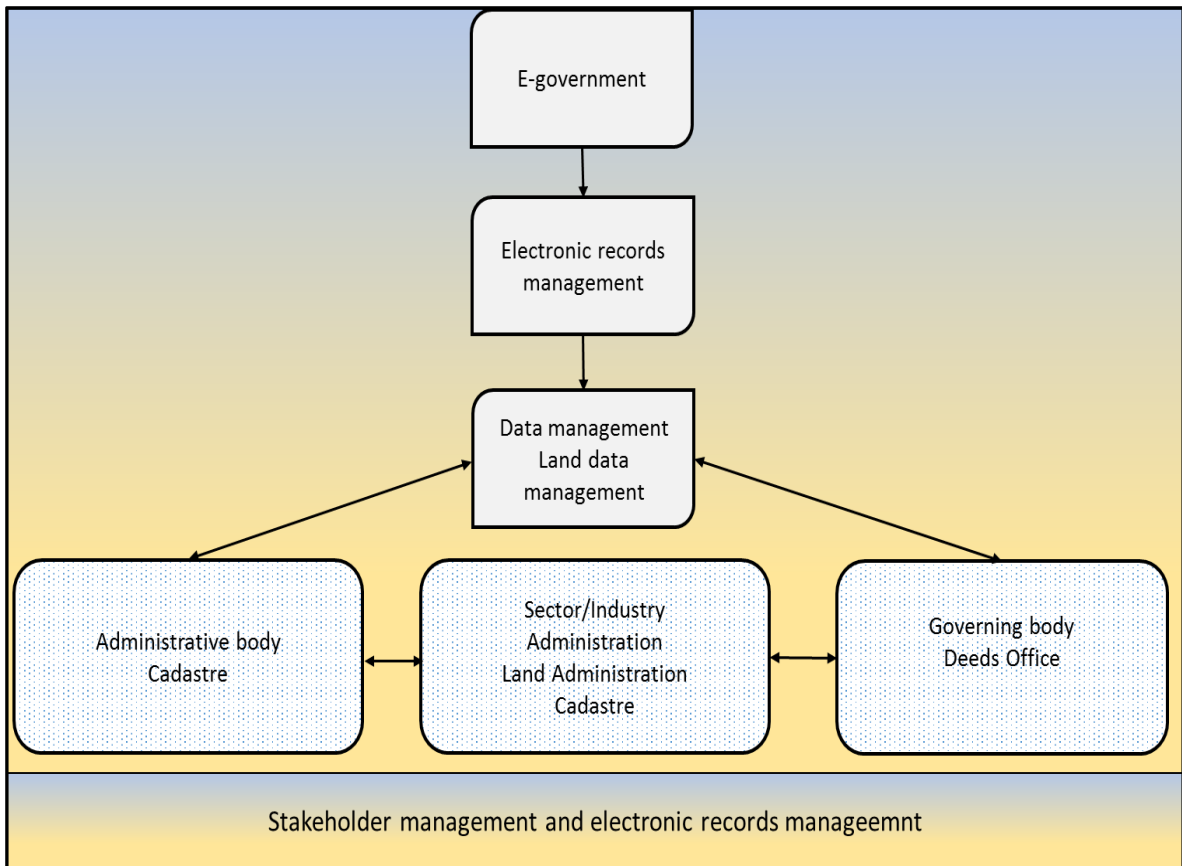 E-government
Electronic records
management
Data management
Land data
management
Administrative body
Cadastre
Sector/Industry
Administration
Land Administration
Cadastre
Governing body
Deeds Office
Stakeholder management and electronic records manageemnt